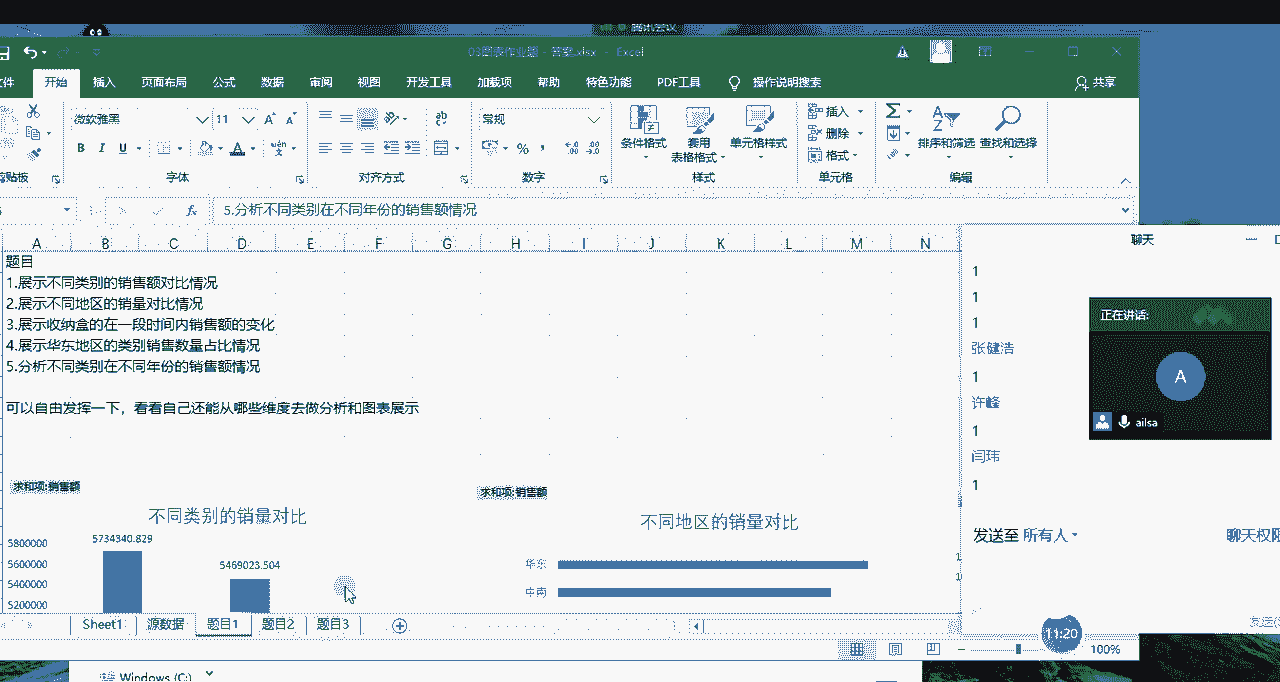 腾讯会议
Excel
开始 插入 页面布局 公式 数据 审阅 视图 开发工具 加载项 帮助 特色功能 PDF工具 操作说明搜索 共享
微软雅黑 11 常规
B I U
条件格式 套用 表格格式 单元格样式
插入
删除
格式
排序和筛选 查找和选择
剪贴板 字体 对齐方式 数字 样式 单元格 编辑
fx 5.分析不同类别在不同年份的销售额情况
A B C D E F G H I J K L M N
题目
1.展示不同类别的销售额对比情况
2.展示不同地区的销量对比情况
3.展示收纳盒的在一段时间内销售额的变化
4.展示华东地区的类别销售数量占比情况
5.分析不同类别在不同年份的销售额情况
可以自由发挥一下，看看自己还能从哪些维度去做分析和图表展示
求和项:销售额
不同类别的销量对比
5800000
5600000
5400000
5200000
5734340.829
5469023.504
求和项:销售额
不同地区的销量对比
华东
中南
Sheet1 源数据 题目1 题目2 题目3
100%
聊天
1
1
1
张健浩
1
许峰
1
闫玮
1
发送至 所有人
聊天权限
正在讲话:
A
ailsa
11:20
Windows (C:)